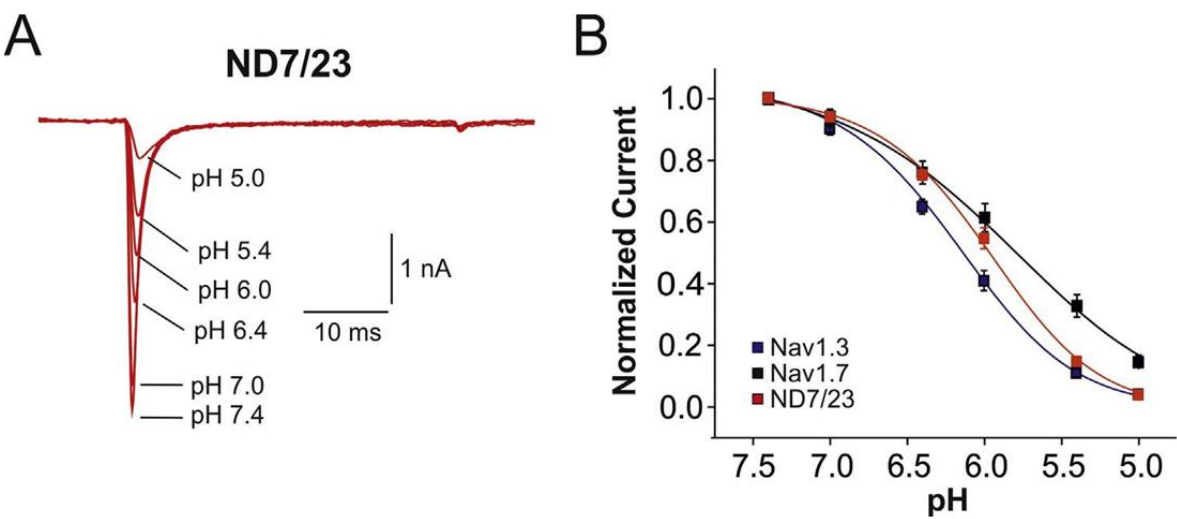 A
ND7/23
pH 5.0
pH 5.4
pH 6.0
pH 6.4
pH 7.0
pH 7.4
1 nA
10 ms
B
Normalized Current
1.0
0.8
0.6
0.4
0.2
0.0
Nav1.3
Nav1.7
ND7/23
7.5 7.0 6.5 6.0 5.5 5.0
pH